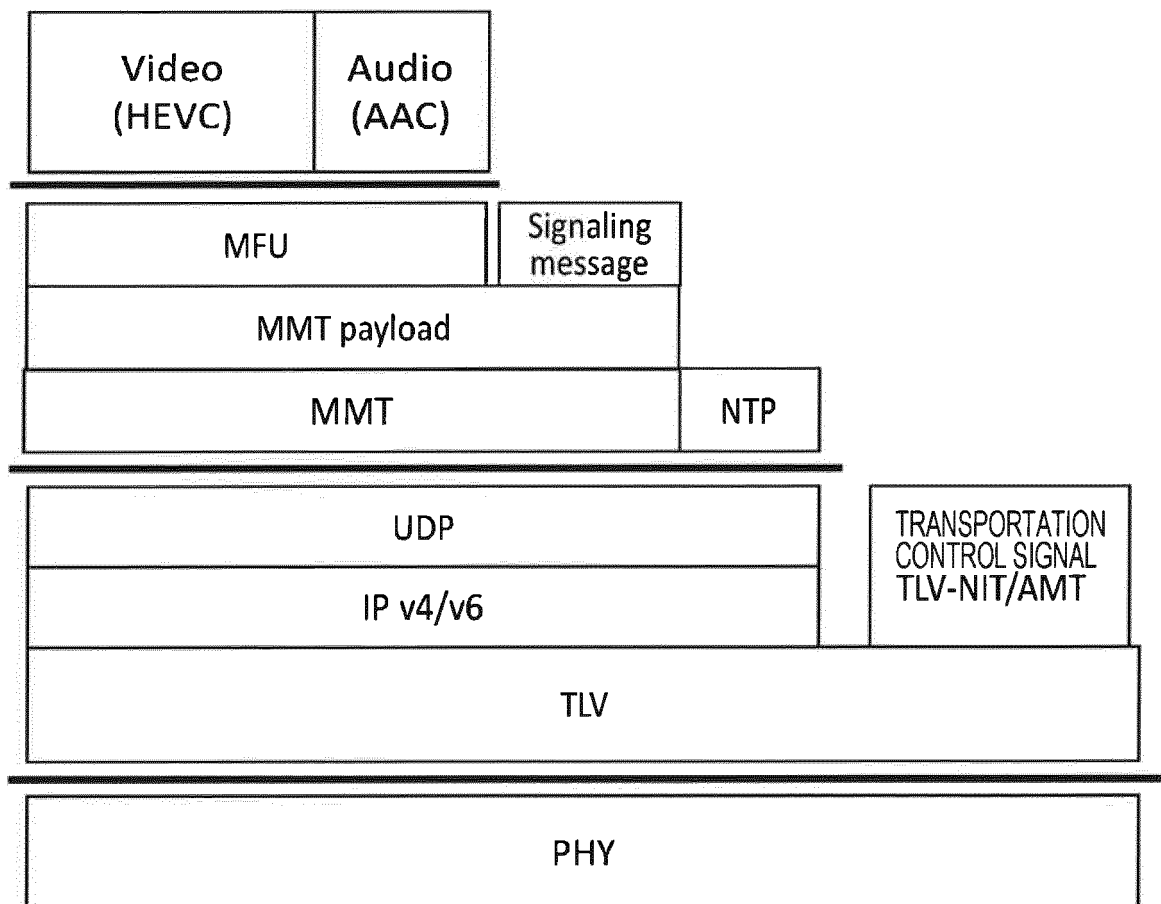 Video
(HEVC)
Audio
(AAC)
MFU
Signaling
message
MMT payload
MMT
NTP
UDP
TRANSPORTATION
CONTROL SIGNAL
TLV-NIT/AMT
IP v4/v6
TLV
PHY